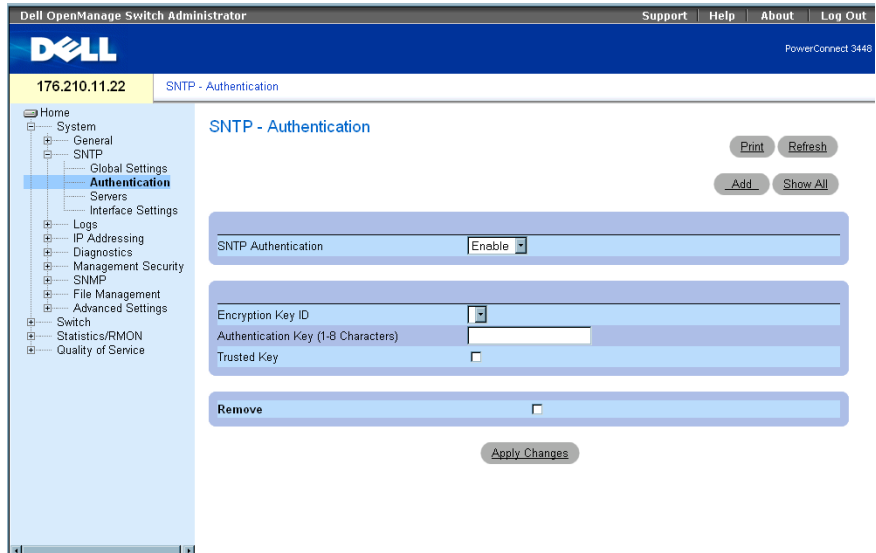 Dell OpenManage Switch Administrator
Support Help About Log Out
DELL
PowerConnect 3448
176.210.11.22
SNTP - Authentication
Home
System
General
SNTP
Global Settings
Authentication
Servers
Interface Settings
Logs
IP Addressing
Diagnostics
Management Security
SNMP
File Management
Advanced Settings
Switch
Statistics/RMON
Quality of Service
SNTP - Authentication
Print Refresh
Add Show All
SNTP Authentication Enable
Encryption Key ID
Authentication Key (1-8 Characters)
Trusted Key
Remove
Apply Changes